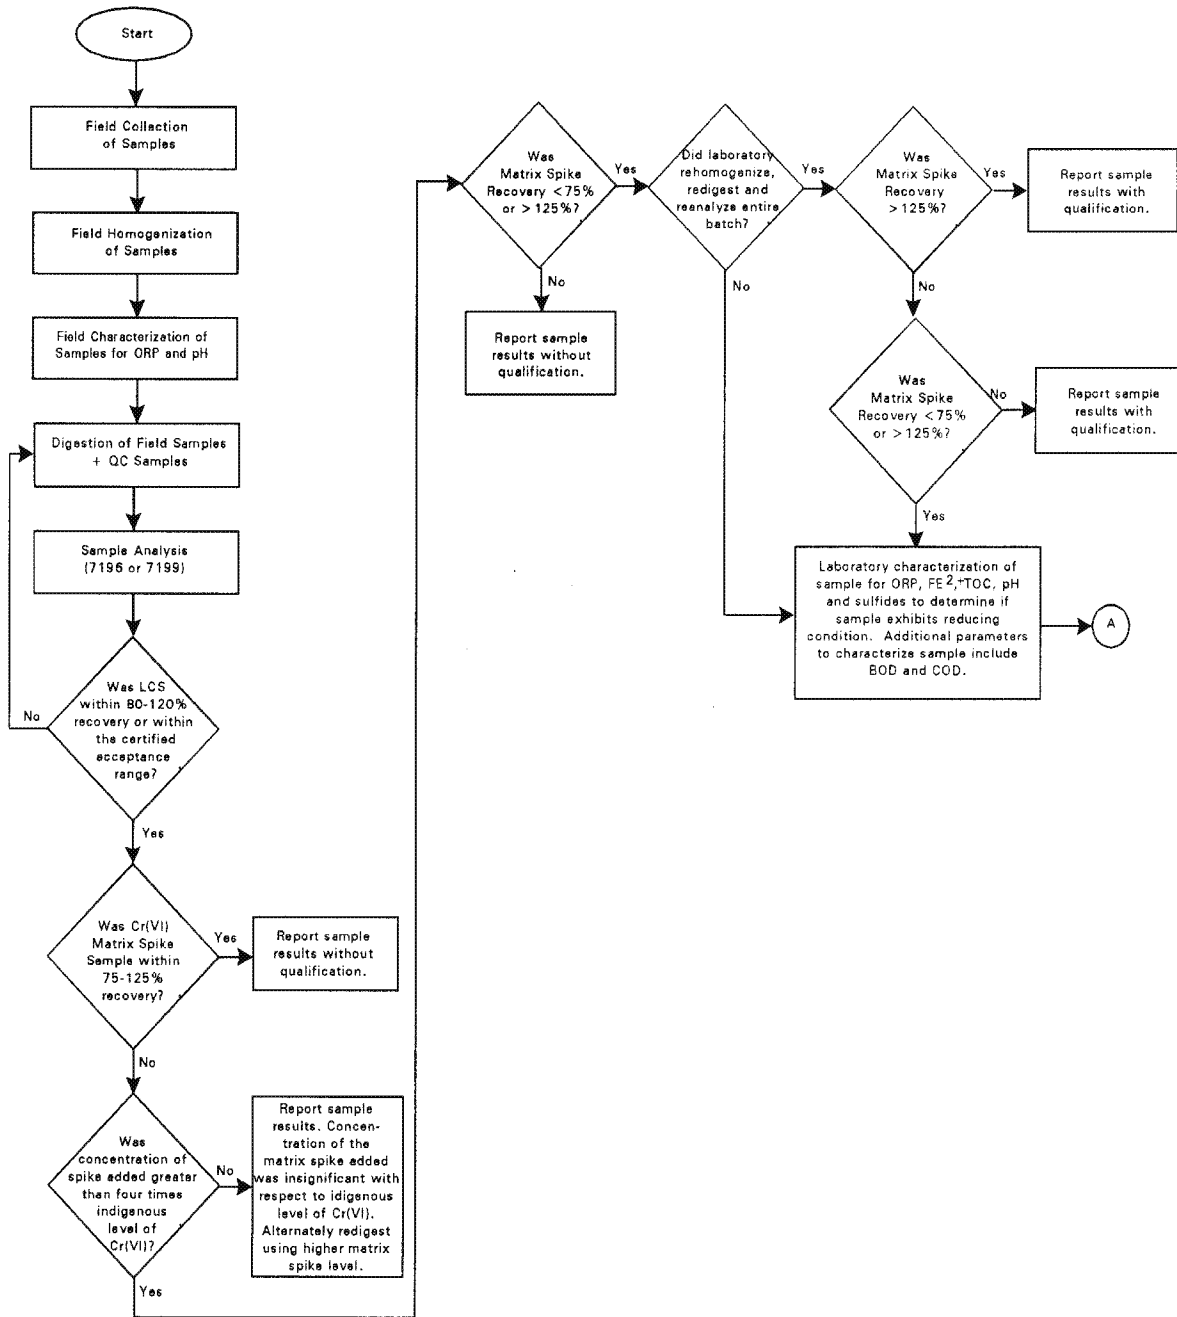 Start
Field Collection
of Samples
Field Homogenization
of Samples
Field Characterization of
Samples for ORP and pH
Digestion of Field Samples
+ QC Samples
Sample Analysis
(7196 or 7199)
Was LCS
within 80-120%
recovery or within
the certified
acceptance
range?
No
Yes
Was Cr(VI)
Matrix Spike
Sample within
75-125%
recovery?
Yes
Report sample
results without
qualification.
No
Was
concentration of
spike added greater
than four times
indigenous
level of
Cr(VI)?
No
Report sample
results. Concen-
tration of the
matrix spike added
was insignificant with
respect to idigenous
level of Cr(VI).
Alternately redigest
using higher matrix
spike level.
Yes
Was
Matrix Spike
Recovery <75%
or >125%?
Yes
No
Report sample
results without
qualification.
Did laboratory
rehomogenize,
redigest and
reanalyze entire
batch?
Yes
No
Was
Matrix Spike
Recovery
>125%?
Yes
Report sample
results with
qualification.
No
Was
Matrix Spike
Recovery <75%
or >125%?
No
Report sample
results with
qualification.
Yes
Laboratory characterization of
sample for ORP, FE2,+TOC, pH
and sulfides to determine if
sample exhibits reducing
condition. Additional parameters
to characterize sample include
BOD and COD.
A